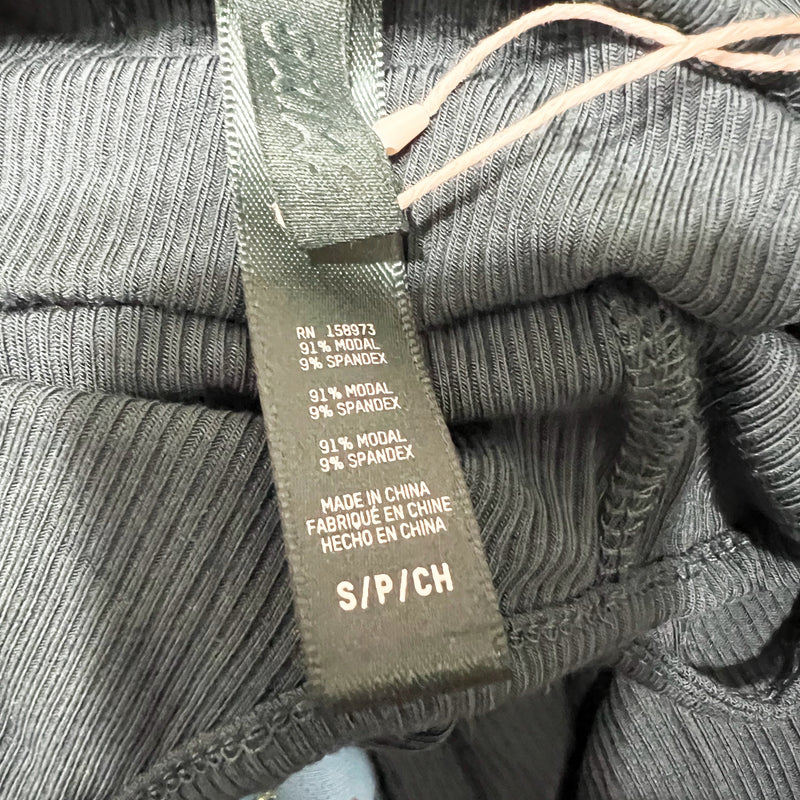 RN 158973
91% MODAL
9% SPANDEX
91% MODAL
9% SPANDEX
91% MODAL
9% SPANDEX
MADE IN CHINA
FABRIQUÉ EN CHINE
HECHO EN CHINA
S/P/CH